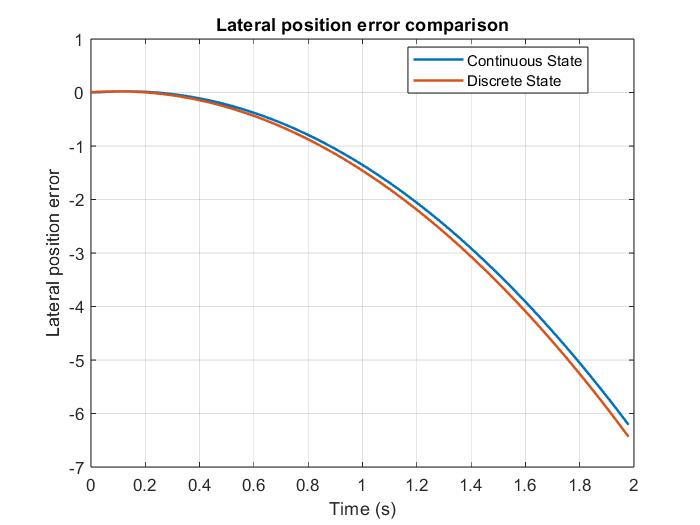 Lateral position error comparison
Continuous State
Discrete State
Lateral position error
1
0
-1
-2
-3
-4
-5
-6
-7
0 0.2 0.4 0.6 0.8 1 1.2 1.4 1.6 1.8 2
Time (s)